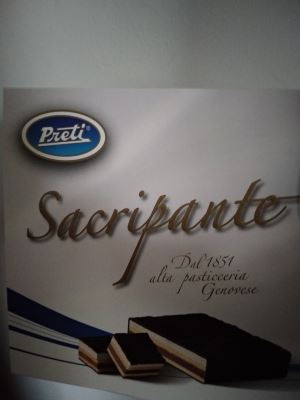 Preti®
Sacripante
Dal 1851
alta pasticceria
Genovese